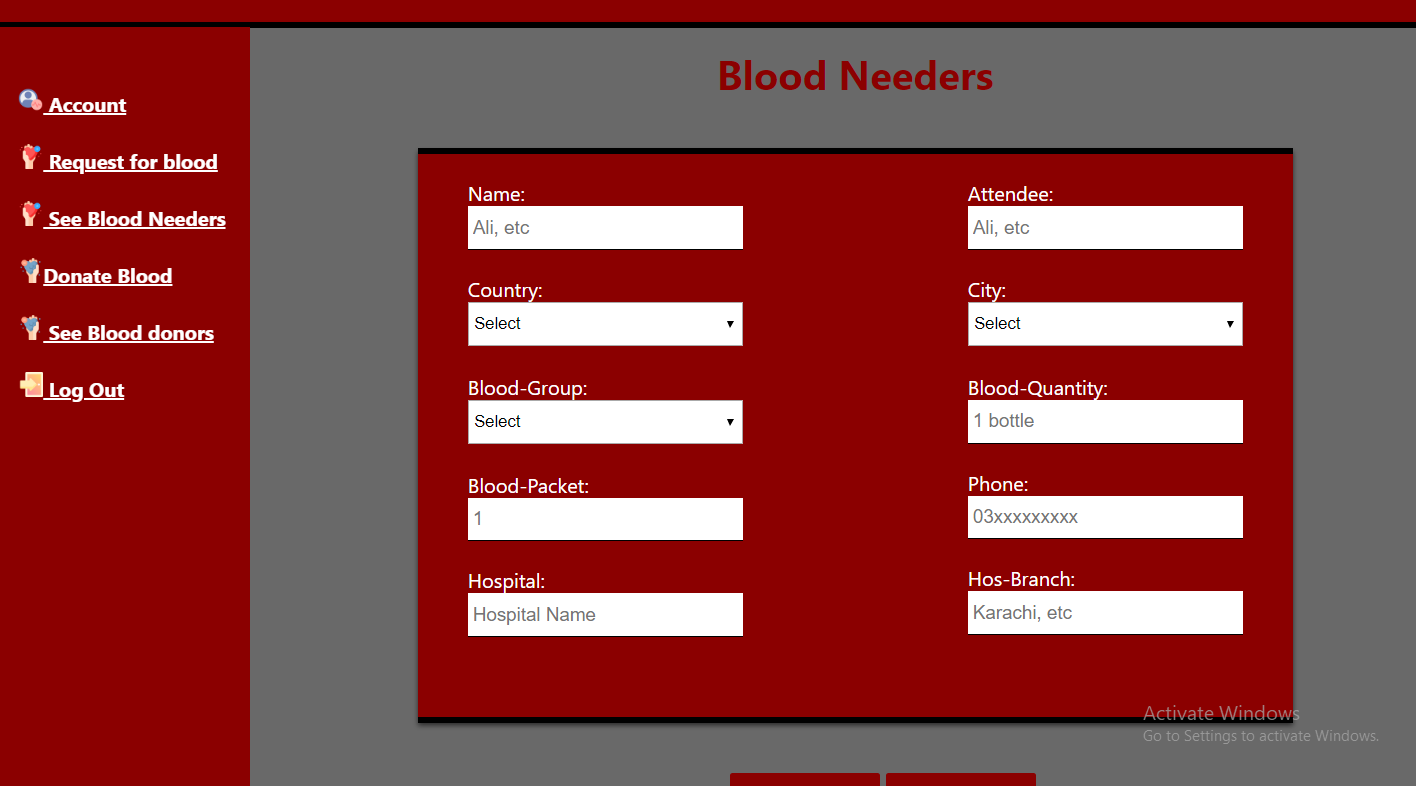 Blood Needers
Account
Request for blood
See Blood Needers
Donate Blood
See Blood donors
Log Out
Name:
Ali, etc
Attendee:
Ali, etc
Country:
Select
City:
Select
Blood-Group:
Select
Blood-Quantity:
1 bottle
Blood-Packet:
1
Phone:
03xxxxxxxxx
Hospital:
Hospital Name
Hos-Branch:
Karachi, etc
Activate Windows
Go to Settings to activate Windows.